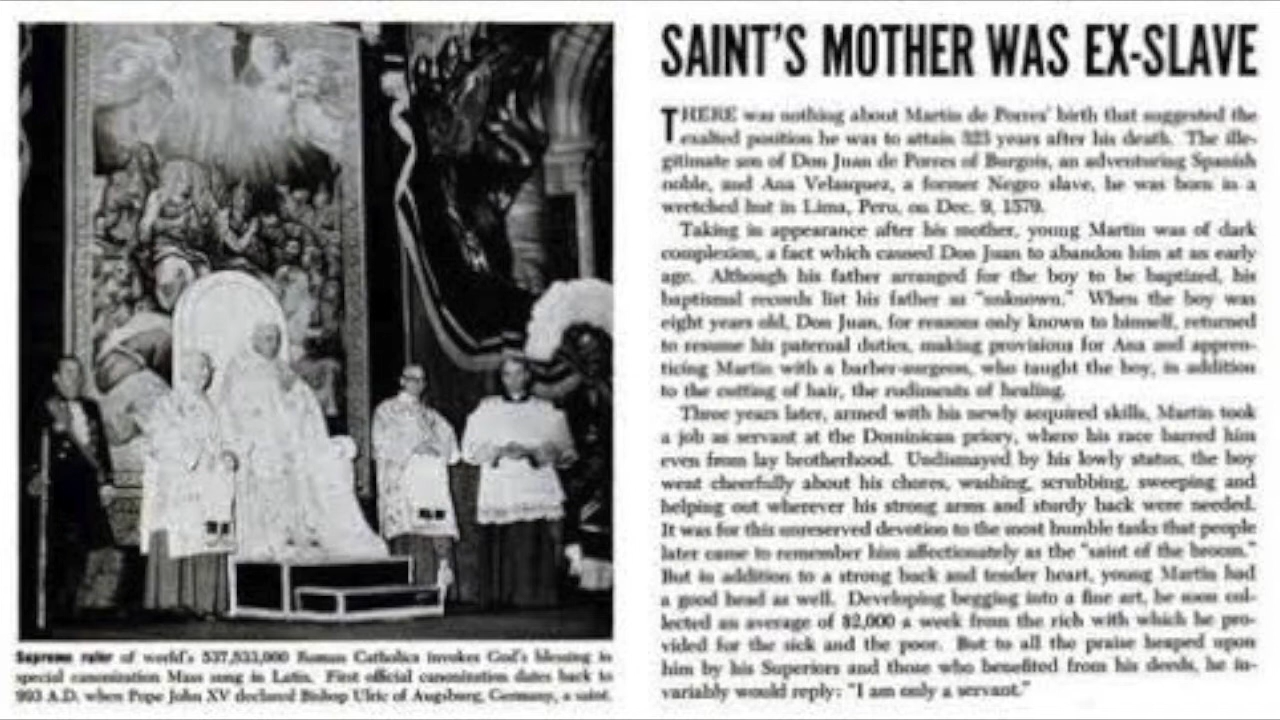 SAINT'S MOTHER WAS EX-SLAVE
THERE was nothing about Martin de Porres' birth that suggested the
exalted position he was to attain 323 years after his death. The ille-
gitimate son of Don Juan de Porres of Burgois, an adventuring Spanish
noble, and Ana Velasquez, a former Negro slave, he was born in a
wretched hut in Lima, Peru, on Dec. 9, 1579.
Taking in appearance after his mother, young Martin was of dark
complexion, a fact which caused Don Juan to abandon him at an early
age. Although his father arranged for the boy to be baptized, his
baptismal records list his father as "unknown." When the boy was
eight years old, Don Juan, for reasons only known to himself, returned
to resume his paternal duties, making provisions for Ana and appren-
ticing Martin with a barber-surgeon, who taught the boy, in addition
to the cutting of hair, the rudiments of healing.
Three years later, armed with his newly acquired skills, Martin took
a job as servant at the Dominican priory, where his race barred him
even from lay brotherhood. Undismayed by his lowly status, the boy
went cheerfully about his chores, washing, scrubbing, sweeping and
helping out wherever his strong arms and sturdy back were needed.
It was for this unreserved devotion to the most humble tasks that people
later came to remember him affectionately as the "saint of the broom."
But in addition to a strong back and tender heart, young Martin had
a good head as well. Developing begging into a fine art, he soon col-
lected an average of $2,000 a week from the rich with which he pro-
vided for the sick and the poor. But to all the praise heaped upon
him by his Superiors and those who benefited from his deeds, he in-
variably would reply: "I am only a servant."
Supreme ruler of world's Roman Catholics invokes God's blessing in
special canonization Mass sung in Latin. First official canonization dates back to
993 A.D. when Pope John XV declared Bishop Ulric of Augsburg, Germany, a saint.